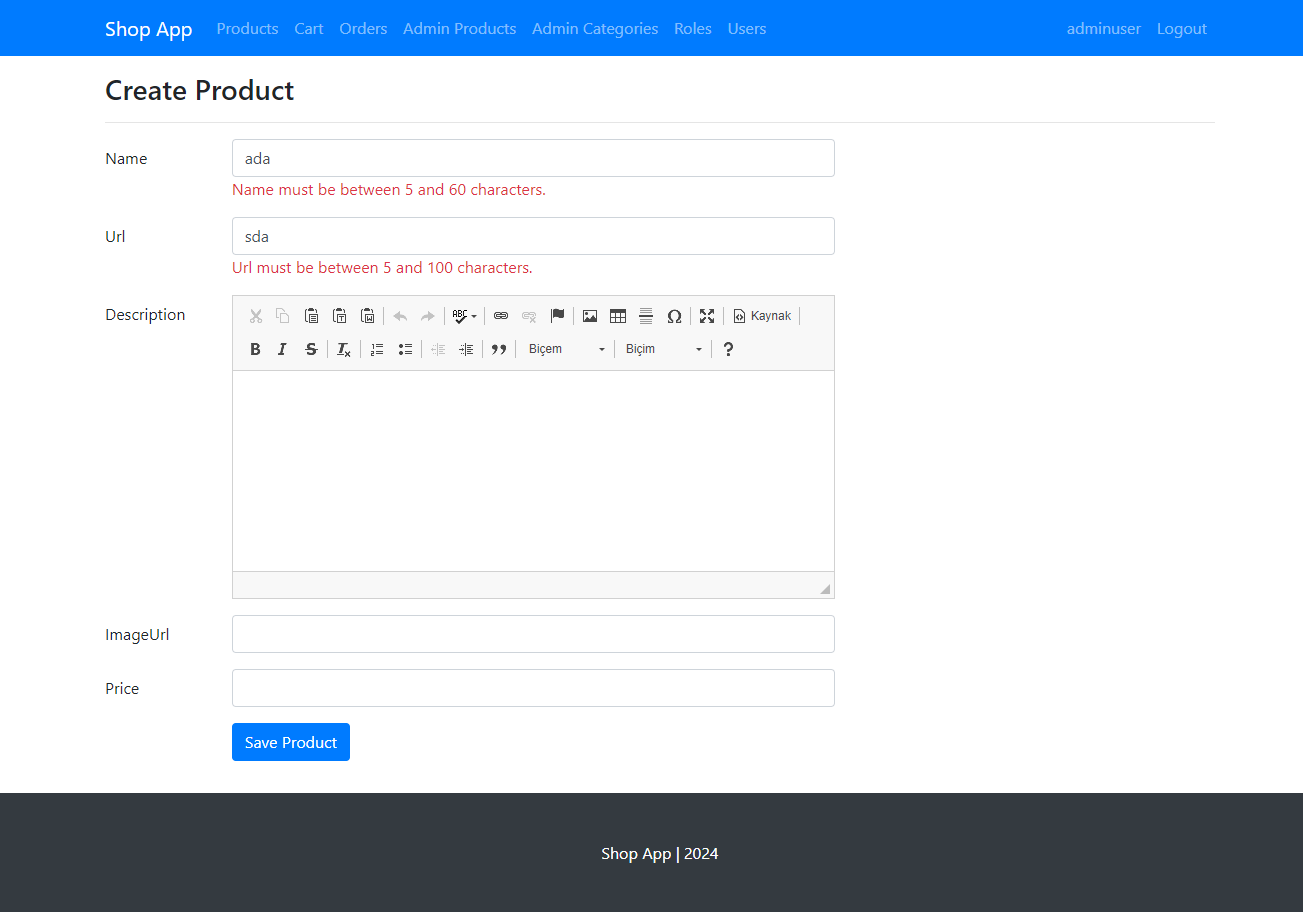 Shop App Products Cart Orders Admin Products Admin Categories Roles Users adminuser Logout
Create Product
Name ada
Name must be between 5 and 60 characters.
Url sda
Url must be between 5 and 100 characters.
Description ABC Ω Kaynak
B I S Tx Biçem Biçim ?
ImageUrl
Price
Save Product
Shop App | 2024